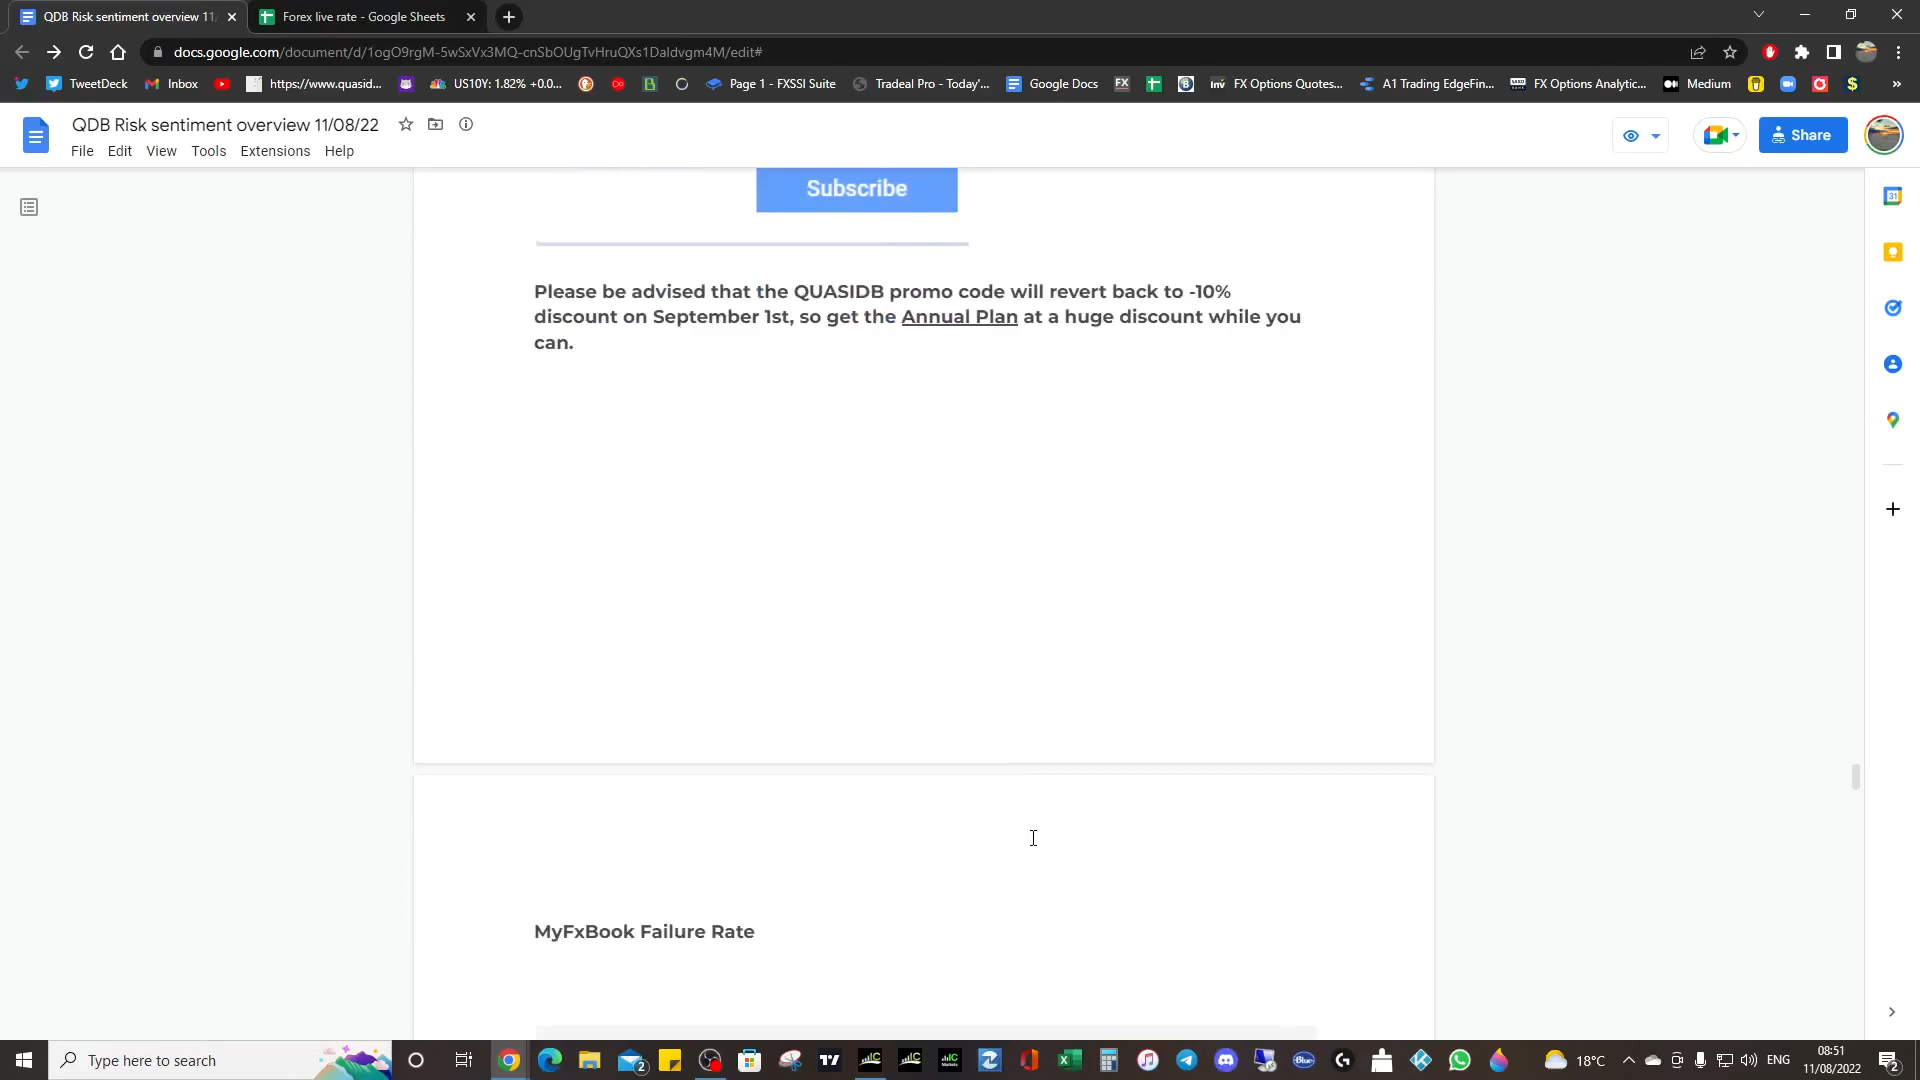 QDB Risk sentiment overview 11
Forex live rate - Google Sheets
docs.google.com/document/d/1ogO9rgM-5wSxVx3MQ-cnSbOUgTvHruQXs1Daldvgm4M/edit#
TweetDeck
Inbox
https://www.quasid...
US10Y: 1.82% +0.0...
Page 1 - FXSSI Suite
Tradeal Pro - Today'...
Google Docs
FX Options Quotes...
A1 Trading EdgeFin...
FX Options Analytic...
Medium
QDB Risk sentiment overview 11/08/22
File Edit View Tools Extensions Help
Share
Subscribe
Please be advised that the QUASIDB promo code will revert back to -10%
discount on September 1st, so get the Annual Plan at a huge discount while you
can.
MyFxBook Failure Rate
Type here to search
18°C
ENG
08:51
11/08/2022